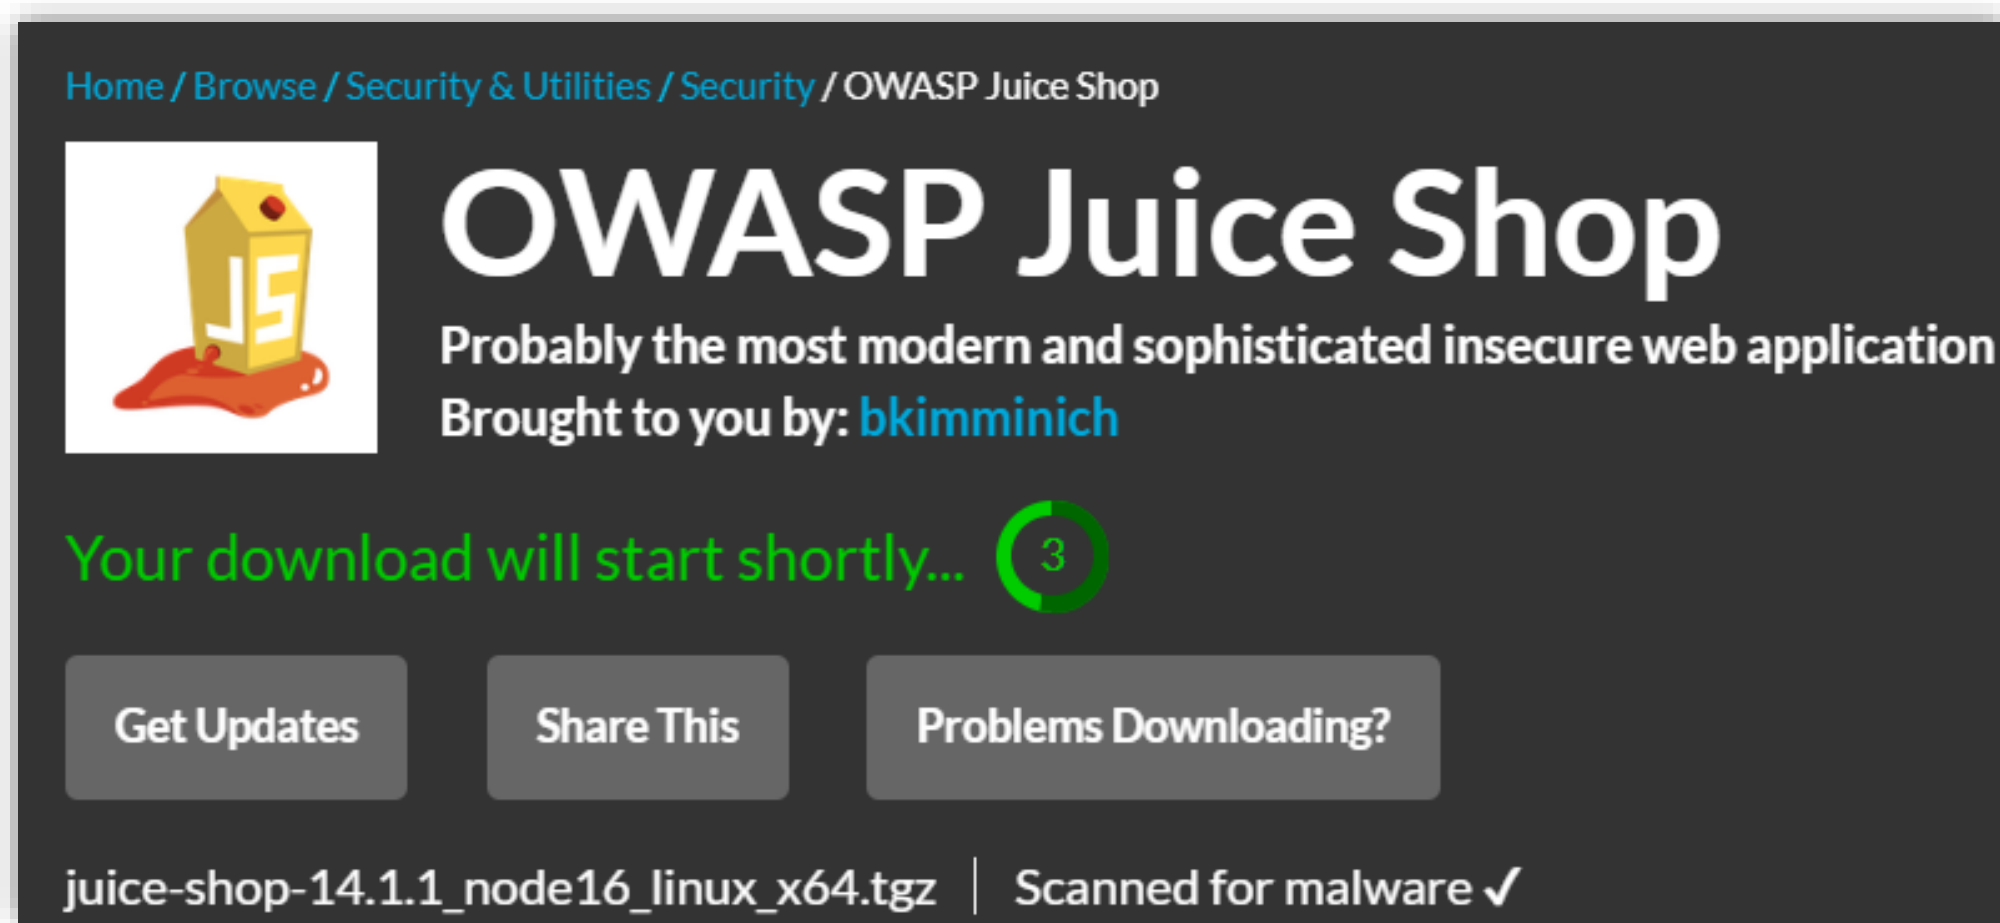 Home / Browse / Security & Utilities / Security / OWASP Juice Shop
JS
OWASP Juice Shop
Probably the most modern and sophisticated insecure web application
Brought to you by: bkimminich
Your download will start shortly... 3
Get Updates Share This Problems Downloading?
juice-shop-14.1.1_node16_linux_x64.tgz | Scanned for malware ✓